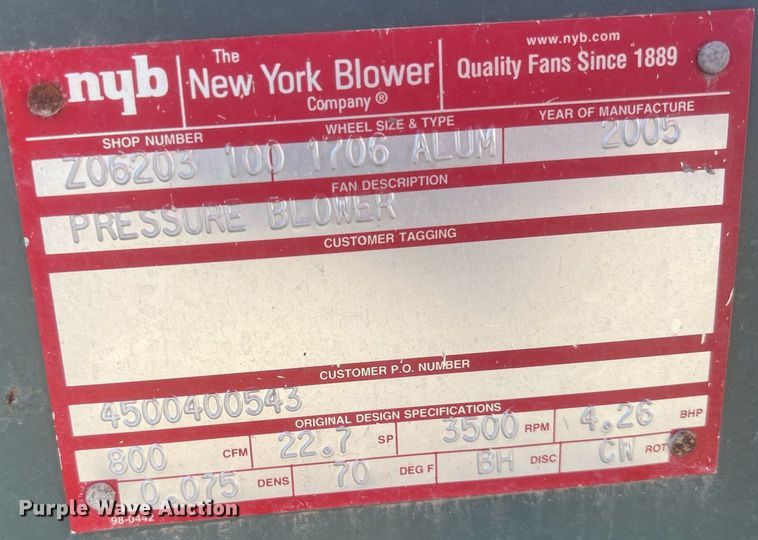 nyb The New York Blower Company ® www.nyb.com
Quality Fans Since 1889
SHOP NUMBER WHEEL SIZE & TYPE YEAR OF MANUFACTURE
Z06203 100 1706 ALUM 2005
FAN DESCRIPTION
PRESSURE BLOWER
CUSTOMER TAGGING
CUSTOMER P.O. NUMBER
4500400543
ORIGINAL DESIGN SPECIFICATIONS
800 CFM 22.7 SP 3500 RPM 4.26 BHP
0.075 DENS 70 DEG F BH DISC CW ROT
98-0442
Purple Wave Auction